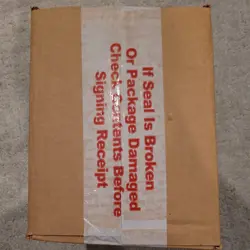 If Seal Is Broken
Or Package Damaged
Check Contents Before
Signing Receipt